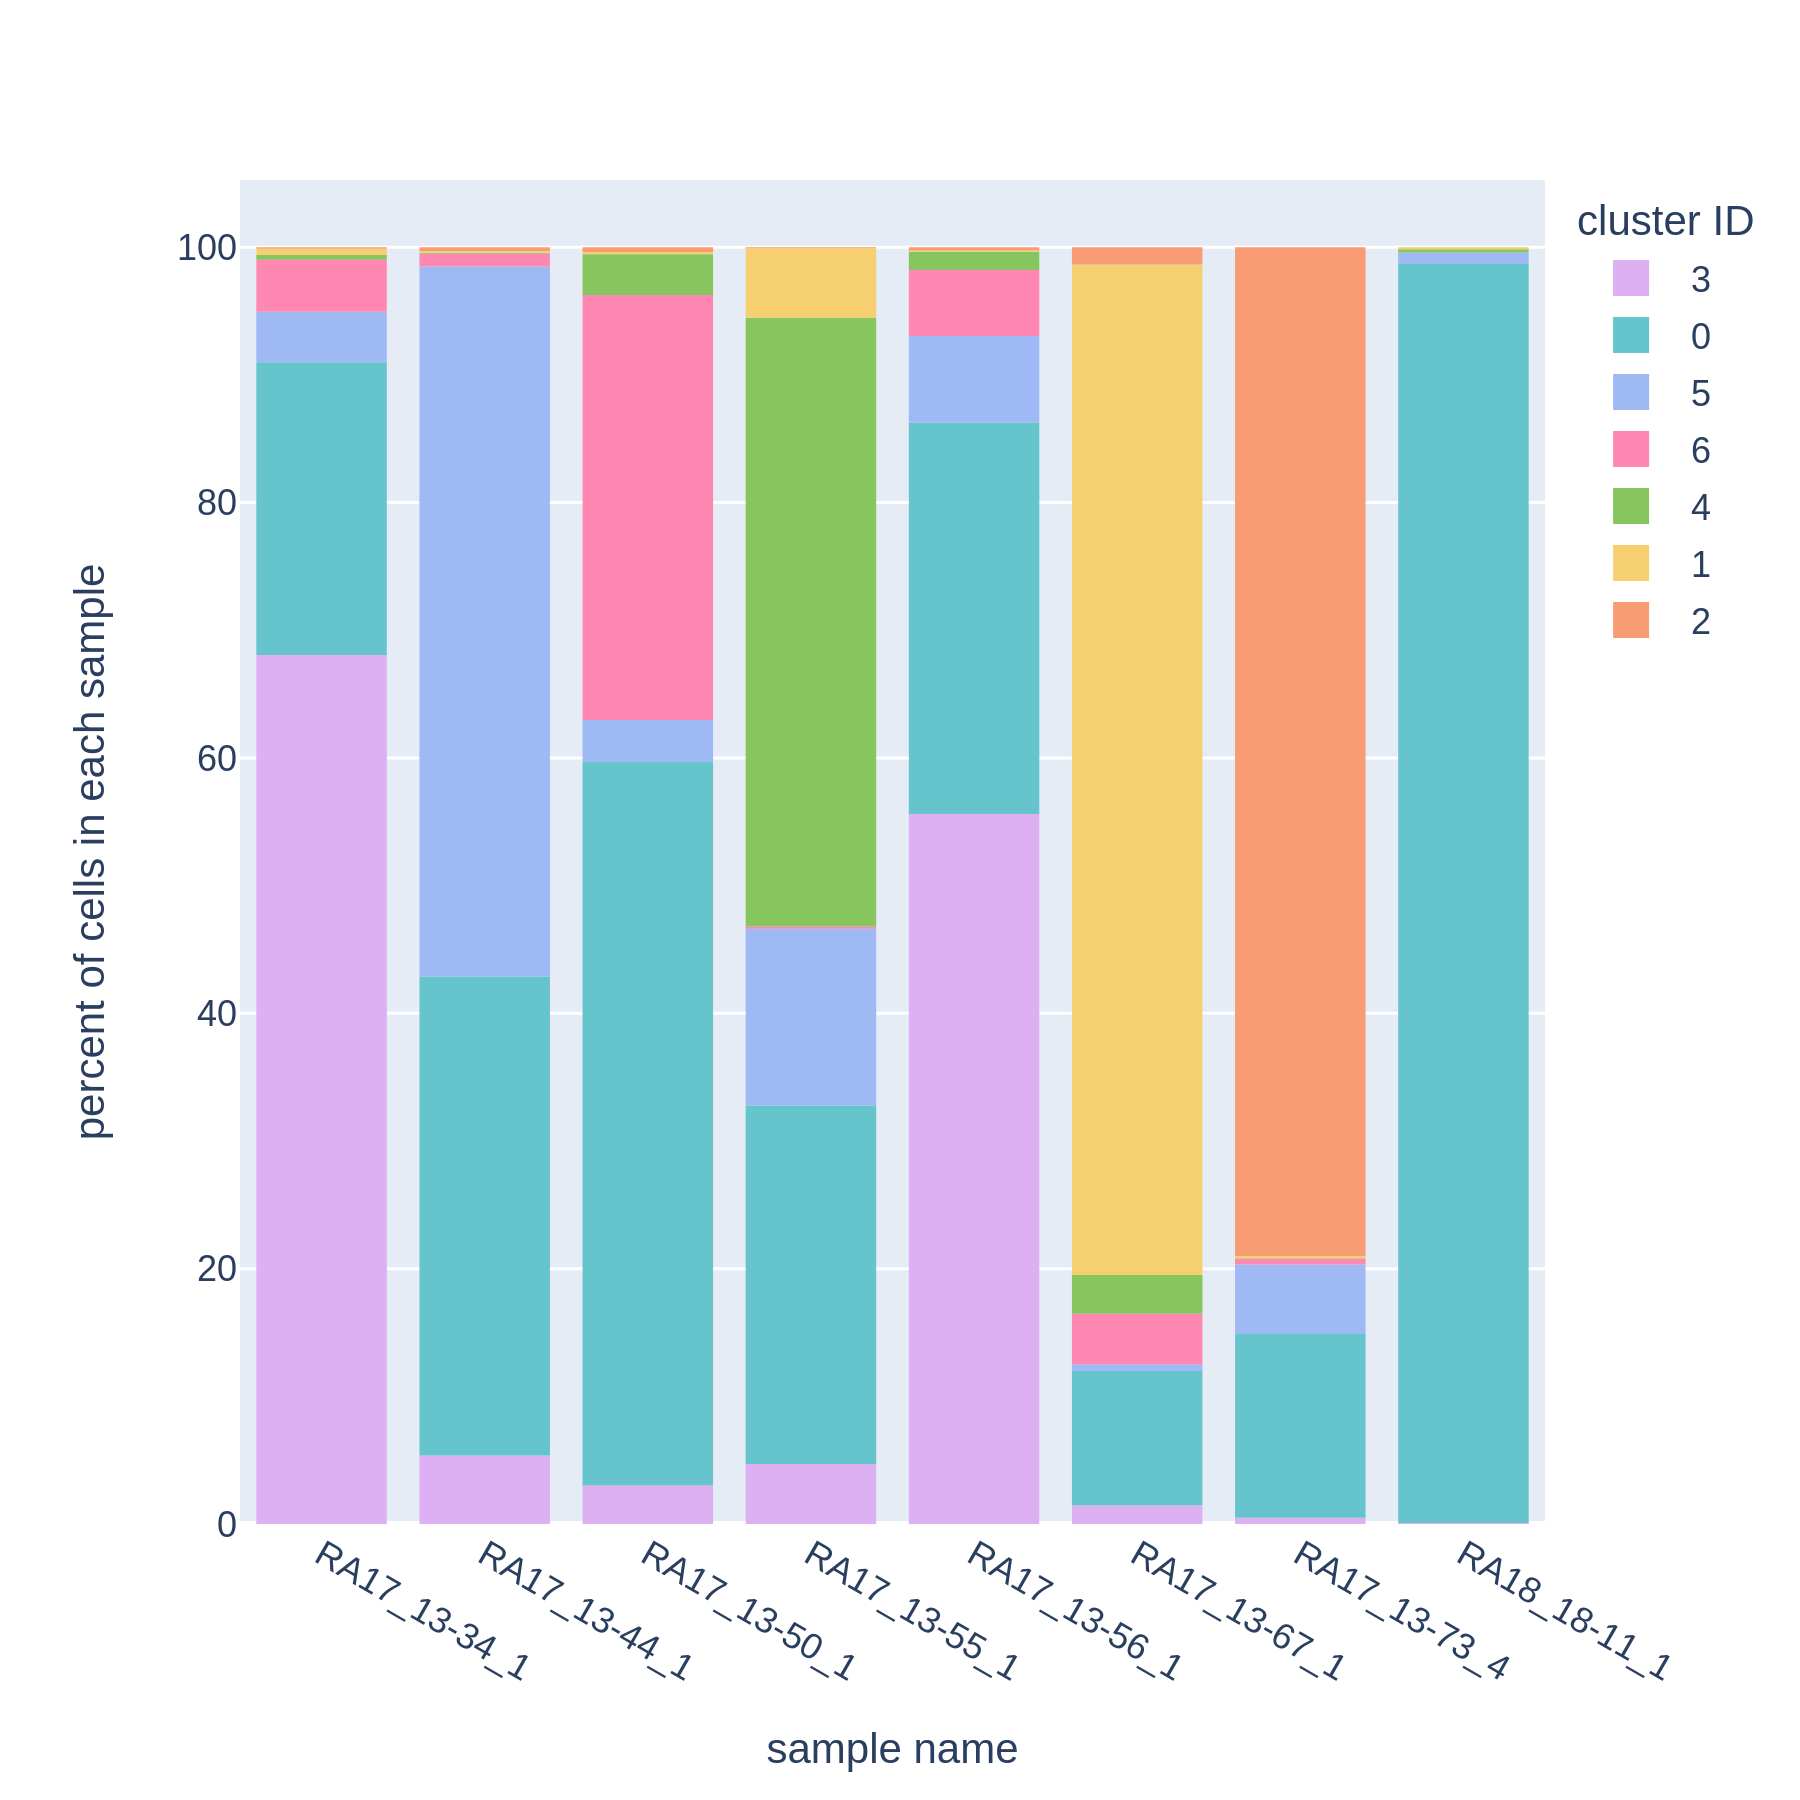 cluster ID
3
0
5
6
4
1
2
100
80
60
40
20
0
percent of cells in each sample
RA17_13-34_1
RA17_13-44_1
RA17_13-50_1
RA17_13-55_1
RA17_13-56_1
RA17_13-67_1
RA17_13-73_4
RA18_18-11_1
sample name